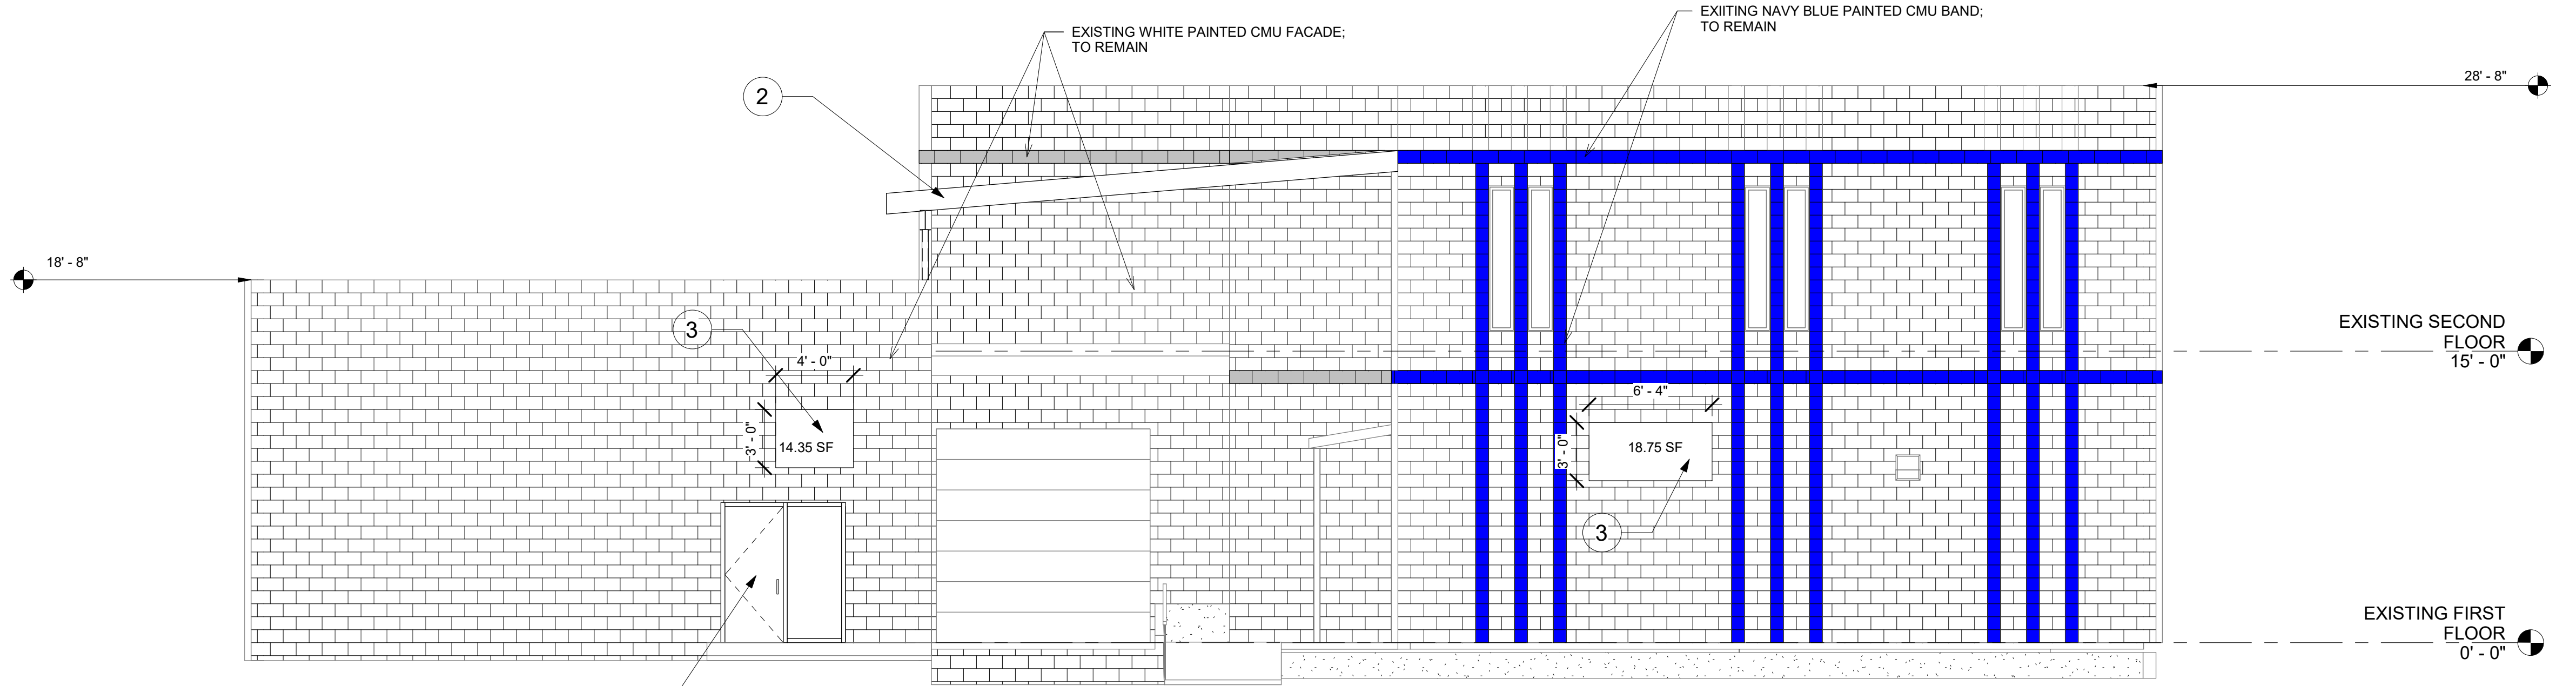 EXIITING NAVY BLUE PAINTED CMU BAND;
TO REMAIN
EXISTING WHITE PAINTED CMU FACADE;
TO REMAIN
28' - 8"
2
18' - 8"
3
4' - 0"
3' - 0"
14.35 SF
6' - 4"
3' - 0"
18.75 SF
3
EXISTING SECOND
FLOOR
15' - 0"
EXISTING FIRST
FLOOR
0' - 0"